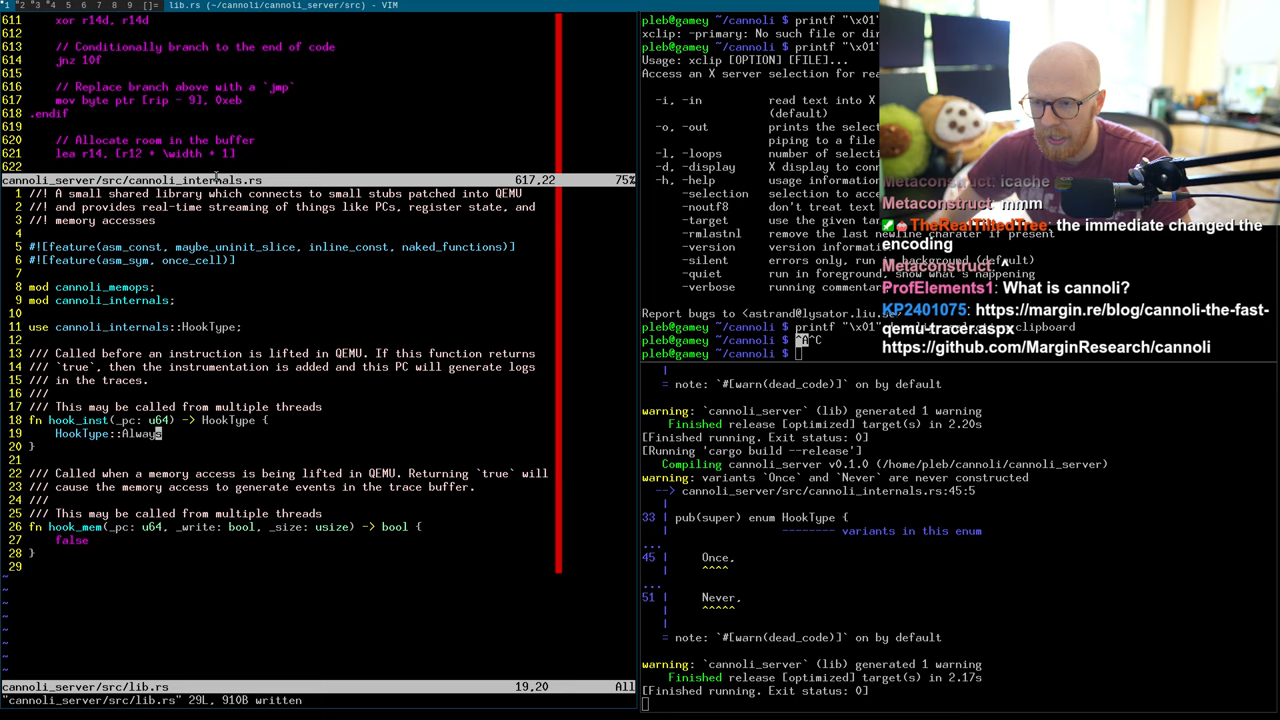 1 2 3 4 5 6 7 8 9 []= lib.rs (~/cannoli/cannoli_server/src) - VIM
611 xor r14d, r14d
612
613 // Conditionally branch to the end of code
614 jnz 10f
615
616 // Replace branch above with a `jmp`
617 mov byte ptr [rip - 9], 0xeb
618 .endif
619
620 // Allocate room in the buffer
621 lea r14, [r12 + \width + 1]
622
cannoli_server/src/cannoli_internals.rs 617,22 75%
1 //! A small shared library which connects to small stubs patched into QEMU
2 //! and provides real-time streaming of things like PCs, register state, and
3 //! memory accesses
4
5 #![feature(asm_const, maybe_uninit_slice, inline_const, naked_functions)]
6 #![feature(asm_sym, once_cell)]
7
8 mod cannoli_memops;
9 mod cannoli_internals;
10
11 use cannoli_internals::HookType;
12
13 /// Called before an instruction is lifted in QEMU. If this function returns
14 /// `true`, then the instrumentation is added and this PC will generate logs
15 /// in the traces.
16 ///
17 /// This may be called from multiple threads
18 fn hook_inst(_pc: u64) -> HookType {
19 HookType::Always
20 }
21
22 /// Called when a memory access is being lifted in QEMU. Returning `true` will
23 /// cause the memory access to generate events in the trace buffer.
24 ///
25 /// This may be called from multiple threads
26 fn hook_mem(_pc: u64, _write: bool, _size: usize) -> bool {
27 false
28 }
29
~
~
~
~
~
~
~
~
cannoli_server/src/lib.rs 19,20 All
"cannoli_server/src/lib.rs" 29L, 910B written
pleb@gamey ~/cannoli $ printf "\x01"
xclip: -primary: No such file or dir
pleb@gamey ~/cannoli $ printf "\x01"
Usage: xclip [OPTION] [FILE]...
Access an X server selection for rea
-i, -in read text into X
(default)
-o, -out prints the select
piping to a file
-l, -loops number of selecti
-d, -display X display to conn
-h, -help usage information
-selection selection to acce
-noutf8 don't treat text
-target use the given tar
-rmlastnl remove the last newline charater if present
-version version informati
-silent errors only, run in background (default)
-quiet run in foreground, show what's happening
-verbose running commentar
Report bugs to <astrand@lysator.liu.se>
pleb@gamey ~/cannoli $ printf "\x01" clipboard
pleb@gamey ~/cannoli $ ^A^C
pleb@gamey ~/cannoli $
Metaconstruct: icache
Metaconstruct: mmm
TheRealTiltedTree: the immediate changed the
encoding
Metaconstruct: ^
ProfElements1: What is cannoli?
KP2401075: https://margin.re/blog/cannoli-the-fast-
qemu-tracer.aspx
https://github.com/MarginResearch/cannoli
|
= note: `#[warn(dead_code)]` on by default
warning: `cannoli_server` (lib) generated 1 warning
Finished release [optimized] target(s) in 2.20s
[Finished running. Exit status: 0]
[Running 'cargo build --release']
Compiling cannoli_server v0.1.0 (/home/pleb/cannoli/cannoli_server)
warning: variants `Once` and `Never` are never constructed
--> cannoli_server/src/cannoli_internals.rs:45:5
|
33 | pub(super) enum HookType {
| -------- variants in this enum
...
45 | Once,
| ^^^^
...
51 | Never,
| ^^^^^
|
= note: `#[warn(dead_code)]` on by default
warning: `cannoli_server` (lib) generated 1 warning
Finished release [optimized] target(s) in 2.17s
[Finished running. Exit status: 0]